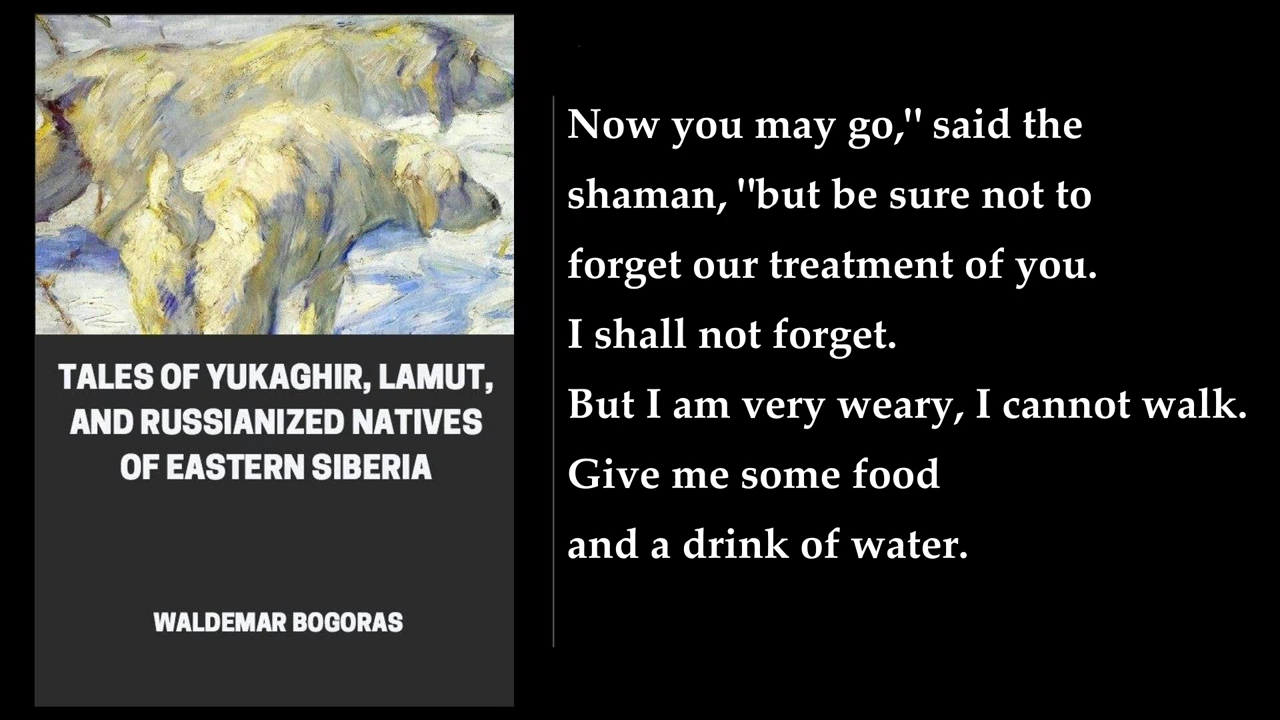 TALES OF YUKAGHIR, LAMUT,
AND RUSSIANIZED NATIVES
OF EASTERN SIBERIA
WALDEMAR BOGORAS
Now you may go," said the
shaman, "but be sure not to
forget our treatment of you.
I shall not forget.
But I am very weary, I cannot walk.
Give me some food
and a drink of water.